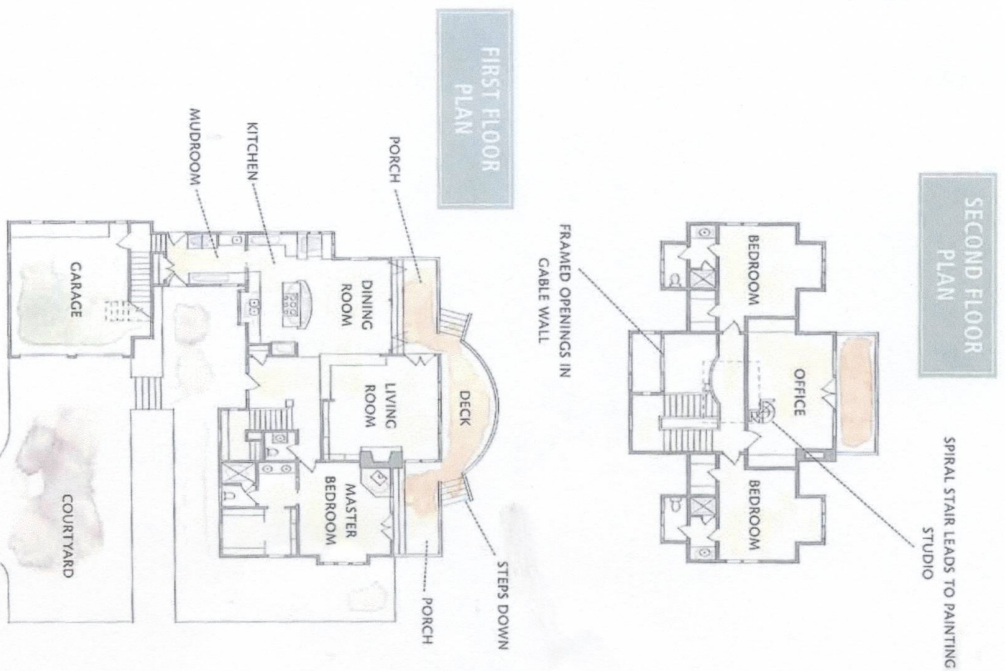 SECOND FLOOR
PLAN
SPIRAL STAIR LEADS TO PAINTING
STUDIO
OFFICE
BEDROOM
BEDROOM
FRAMED OPENINGS IN
GABLE WALL
FIRST FLOOR
PLAN
PORCH
DECK
STEPS DOWN
PORCH
DINING
ROOM
LIVING
ROOM
MASTER
BEDROOM
KITCHEN
MUDROOM
GARAGE
COURTYARD